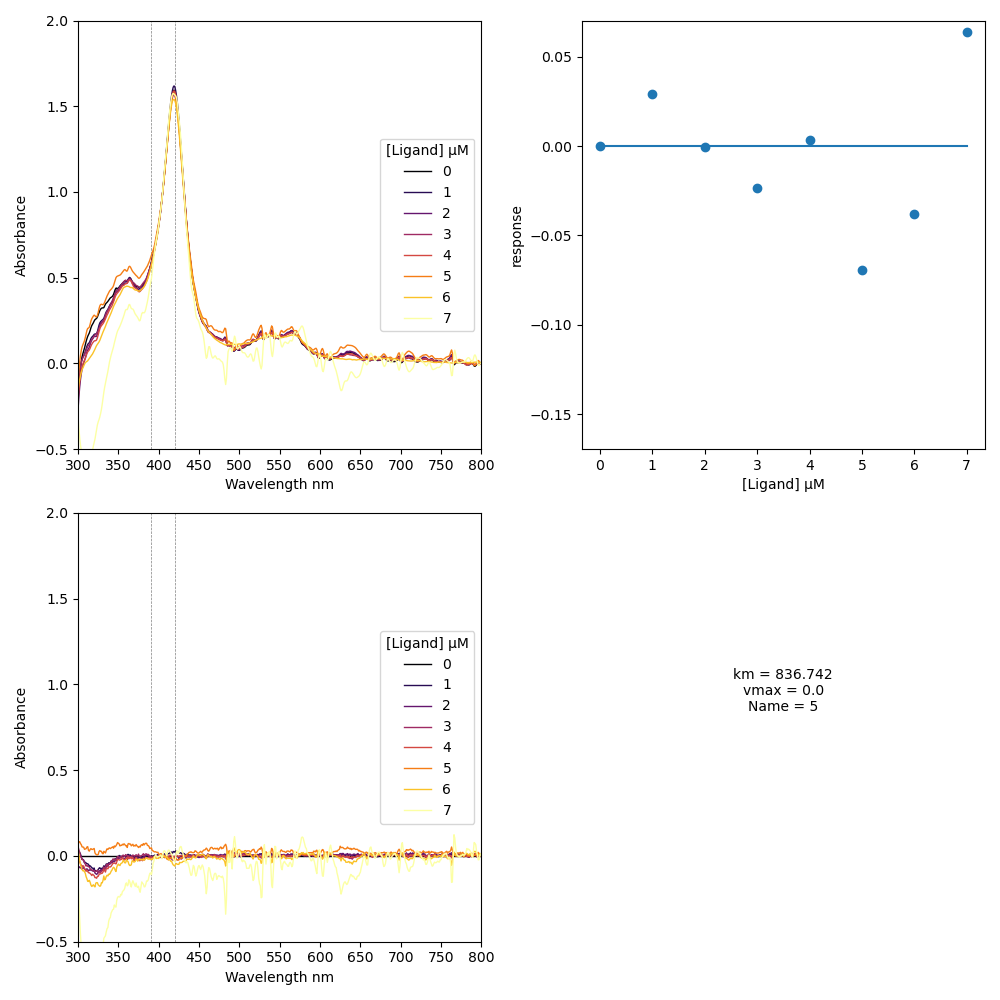 2.0
1.5
1.0
0.5
0.0
−0.5
Absorbance
300 350 400 450 500 550 600 650 700 750 800
Wavelength nm
[Ligand] μM
0
1
2
3
4
5
6
7
0.05
0.00
−0.05
−0.10
−0.15
response
0 1 2 3 4 5 6 7
[Ligand] μM
2.0
1.5
1.0
0.5
0.0
−0.5
Absorbance
300 350 400 450 500 550 600 650 700 750 800
Wavelength nm
[Ligand] μM
0
1
2
3
4
5
6
7
km = 836.742
vmax = 0.0
Name = 5